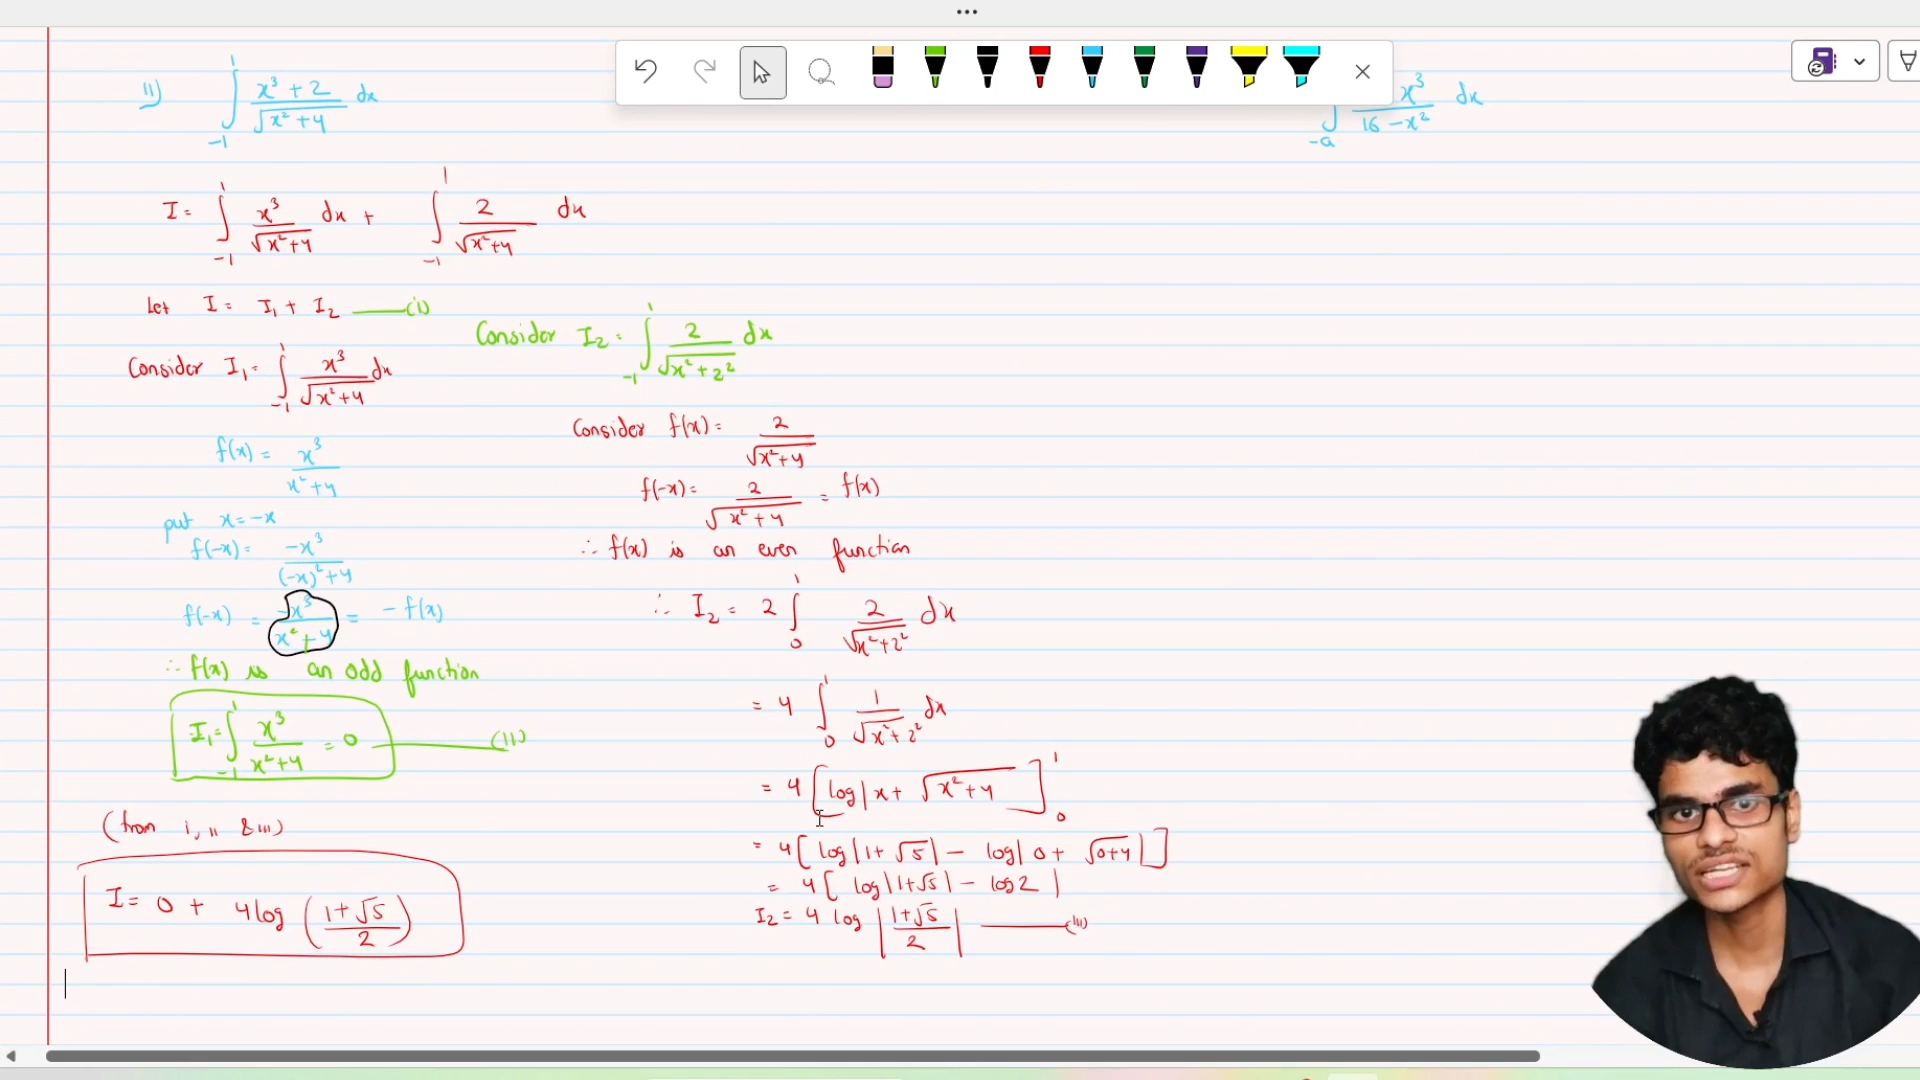 11) ∫_{-1}^{1} (x³ + 2)/√(x² + 4) dx
x³/(16 - x²) dx
-a
I = ∫_{-1}^{1} x³/√(x²+4) dx + ∫_{-1}^{1} 2/√(x²+4) dx
Let I = I₁ + I₂ —— (i)
Consider I₁ = ∫_{-1}^{1} x³/√(x²+4) dx
f(x) = x³/(x²+4)
put x = -x
f(-x) = -x³/((-x)²+4)
f(-x) = -x³/(x²+4) = - f(x)
∴ f(x) is an odd function
I₁ = ∫_{-1}^{1} x³/(x²+4) = 0 —— (11)
(from i, ii & iii)
I = 0 + 4log ((1+√5)/2)
Consider I₂ = ∫_{-1}^{1} 2/√(x²+2²) dx
Consider f(x) = 2/√(x²+4)
f(-x) = 2/√(x²+4) = f(x)
∴ f(x) is an even function
∴ I₂ = 2 ∫_{0}^{1} 2/√(x²+2²) dx
= 4 ∫_{0}^{1} 1/√(x²+2²) dx
= 4 [log| x + √(x²+4) ]_{0}^{1}
= 4[ log|1+√5| - log| 0+ √(0+4) | ]
= 4[ log|1+√5| - log2 |
I₂ = 4 log |(1+√5)/2| —— (iii)